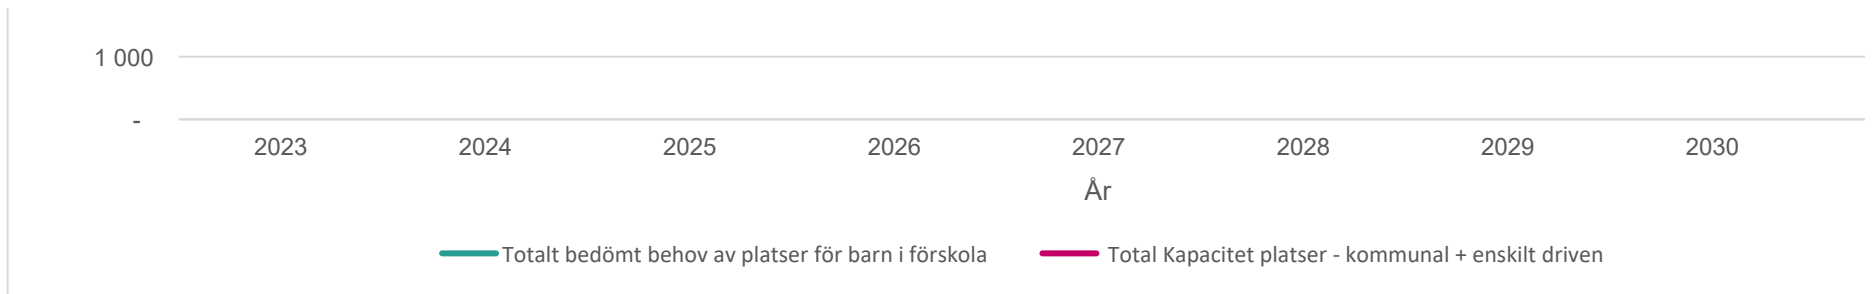 1 000
-
2023 2024 2025 2026 2027 2028 2029 2030
År
Totalt bedömt behov av platser för barn i förskola Total Kapacitet platser - kommunal + enskilt driven